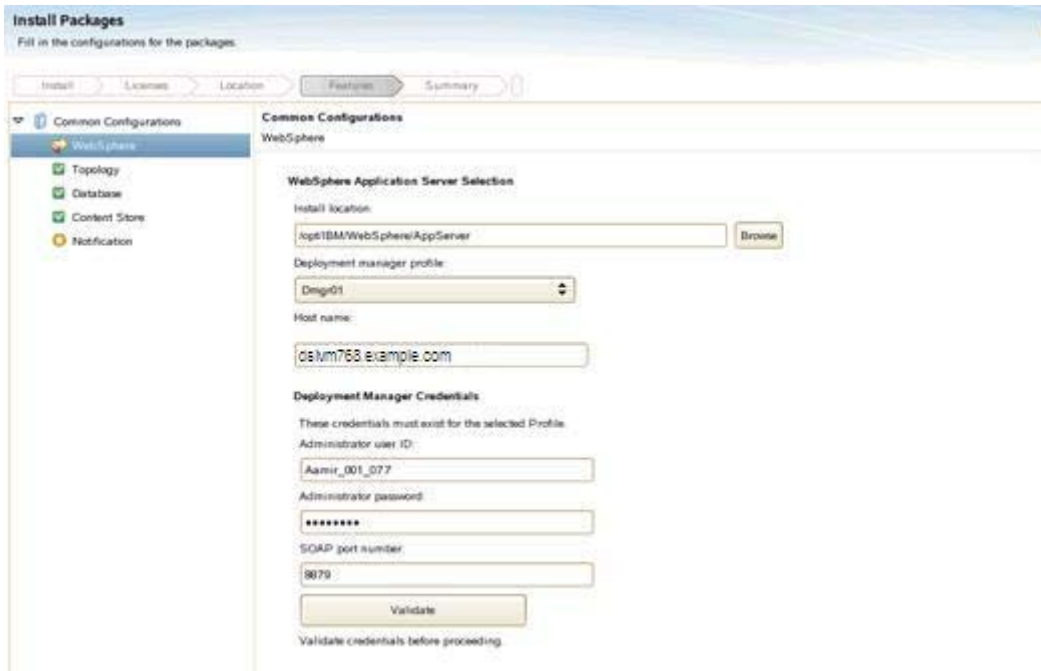 Install Packages
Fill in the configurations for the packages.
Install
Licenses
Location
Features
Summary
Common Configurations
WebSphere
Topology
Database
Content Store
Notification
Common Configurations
WebSphere
WebSphere Application Server Selection
Install location:
/opt/IBM/WebSphere/AppServer
Browse
Deployment manager profile:
Dmgr01
Host name:
dslvm768.example.com
Deployment Manager Credentials
These credentials must exist for the selected Profile
Administrator user ID:
Aamir_001_077
Administrator password
••••••••
SOAP port number
8879
Validate
Validate credentials before proceeding.